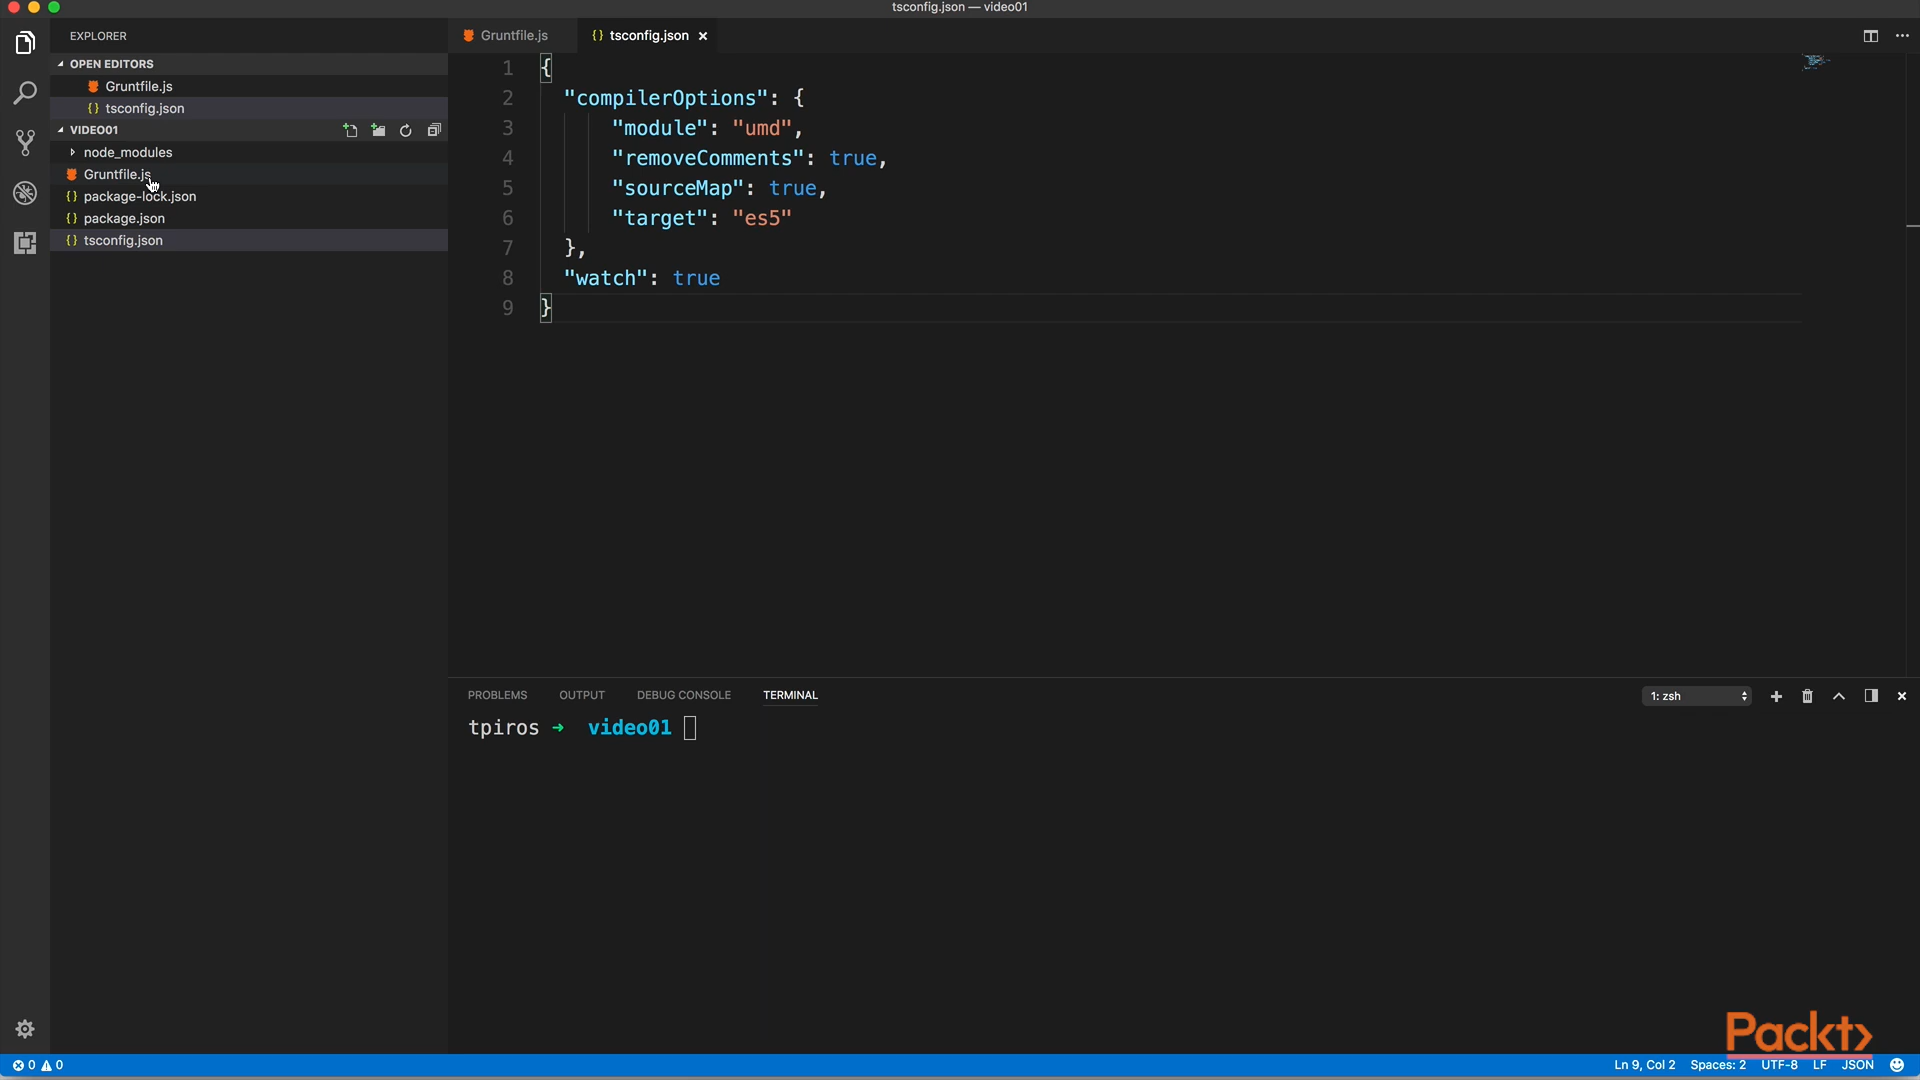 tsconfig.json — video01
EXPLORER
OPEN EDITORS
Gruntfile.js
{} tsconfig.json
VIDEO01
node_modules
Gruntfile.js
{} package-lock.json
{} package.json
{} tsconfig.json
Gruntfile.js
{} tsconfig.json ×
1 {
2 "compilerOptions": {
3 "module": "umd",
4 "removeComments": true,
5 "sourceMap": true,
6 "target": "es5"
7 },
8 "watch": true
9 }
PROBLEMS OUTPUT DEBUG CONSOLE TERMINAL
1: zsh
tpiros → video01
Packt>
0 0
Ln 9, Col 2 Spaces: 2 UTF-8 LF JSON